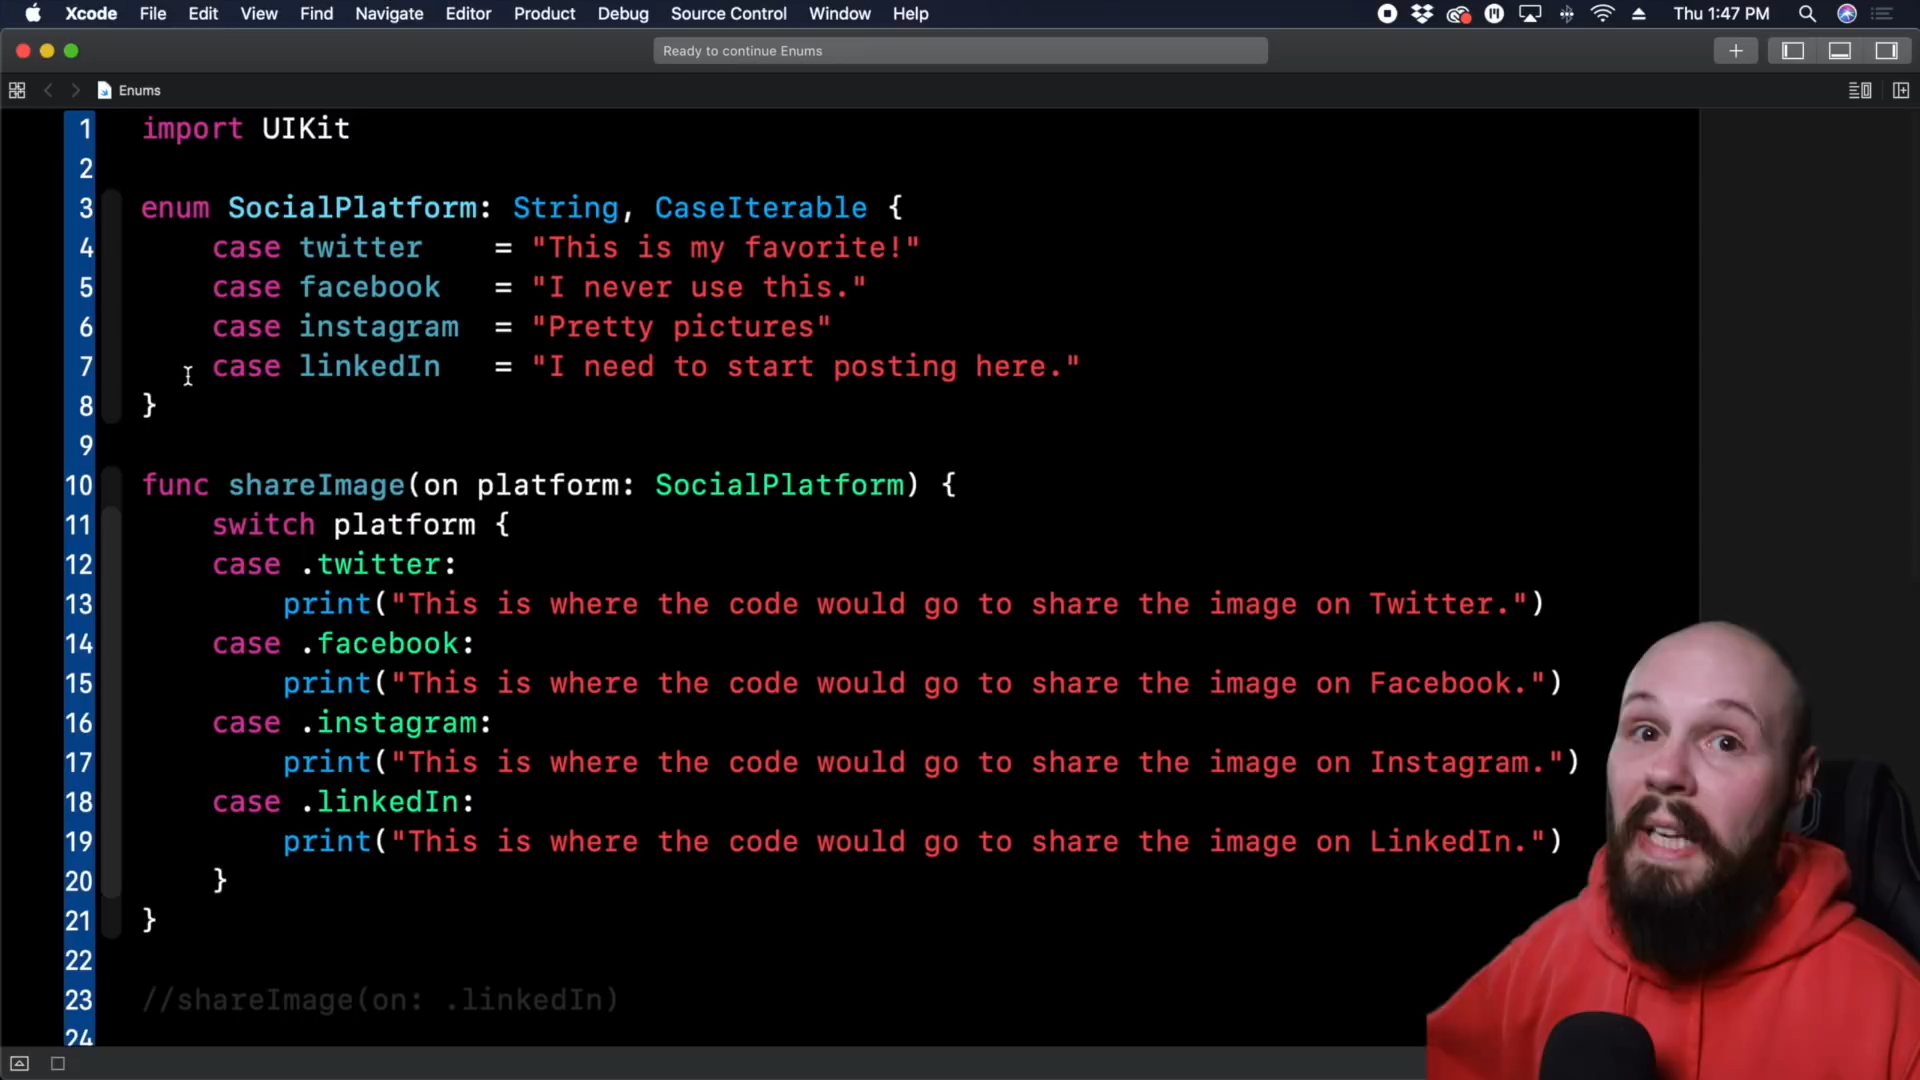 Xcode File Edit View Find Navigate Editor Product Debug Source Control Window Help Thu 1:47 PM
Ready to continue Enums
Enums
1 import UIKit
2
3 enum SocialPlatform: String, CaseIterable {
4 case twitter = "This is my favorite!"
5 case facebook = "I never use this."
6 case instagram = "Pretty pictures"
7 case linkedIn = "I need to start posting here."
8 }
9
10 func shareImage(on platform: SocialPlatform) {
11 switch platform {
12 case .twitter:
13 print("This is where the code would go to share the image on Twitter.")
14 case .facebook:
15 print("This is where the code would go to share the image on Facebook.")
16 case .instagram:
17 print("This is where the code would go to share the image on Instagram.")
18 case .linkedIn:
19 print("This is where the code would go to share the image on LinkedIn.")
20 }
21 }
22
23 //shareImage(on: .linkedIn)
24